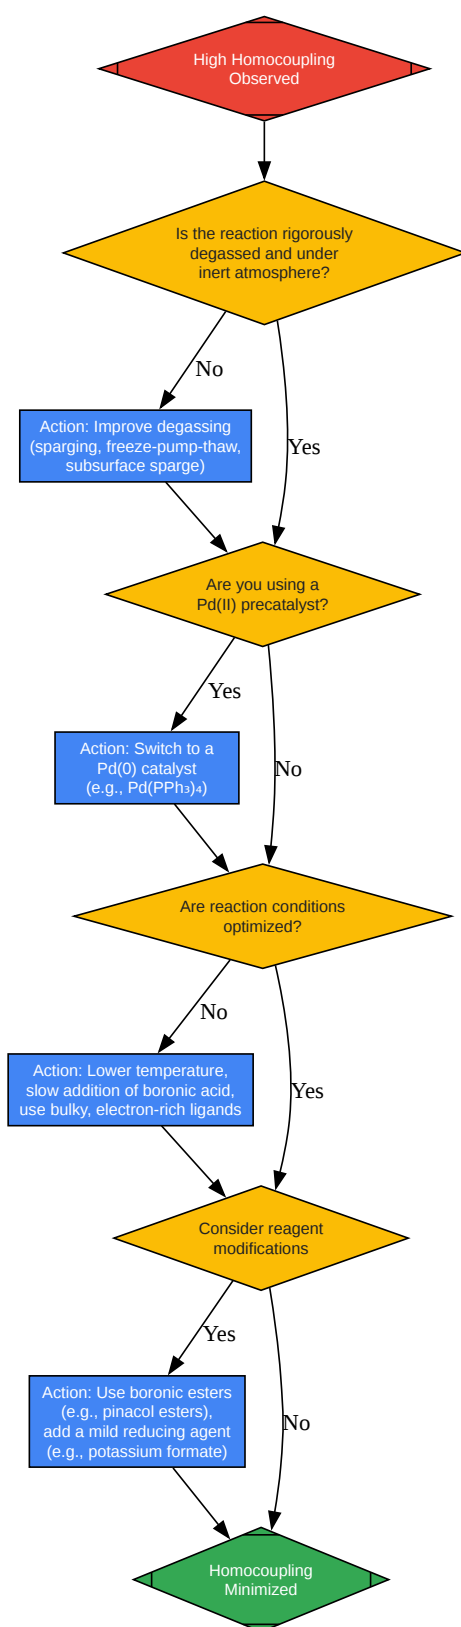 High Homocoupling
Observed
Is the reaction rigorously
degassed and under
inert atmosphere?
No
Yes
Action: Improve degassing
(sparging, freeze-pump-thaw,
subsurface sparge)
Are you using a
Pd(II) precatalyst?
Yes
No
Action: Switch to a
Pd(0) catalyst
(e.g., Pd(PPh₃)₄)
Are reaction conditions
optimized?
No
Yes
Action: Lower temperature,
slow addition of boronic acid,
use bulky, electron-rich ligands
Consider reagent
modifications
Yes
No
Action: Use boronic esters
(e.g., pinacol esters),
add a mild reducing agent
(e.g., potassium formate)
Homocoupling
Minimized